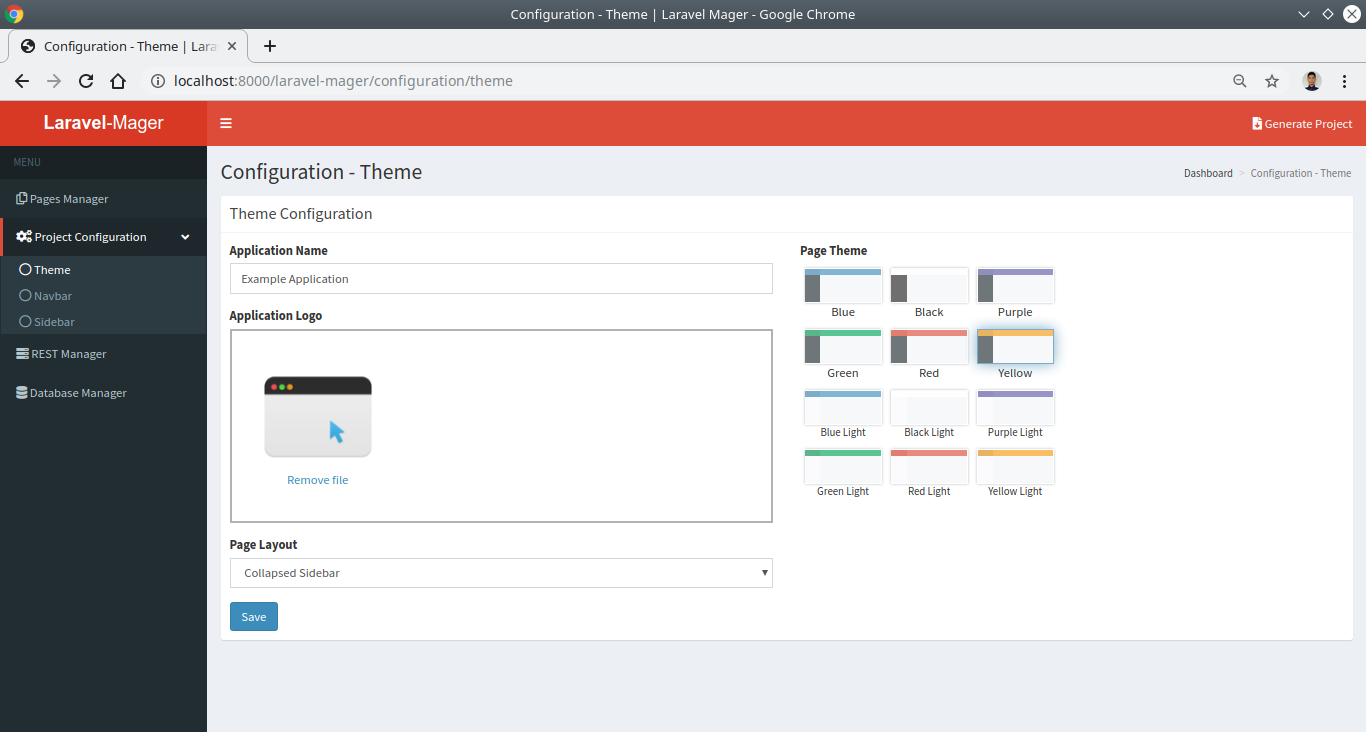 Configuration - Theme | Laravel Mager - Google Chrome
Configuration - Theme | Lara
localhost:8000/laravel-mager/configuration/theme
Laravel-Mager
Generate Project
MENU
Pages Manager
Project Configuration
Theme
Navbar
Sidebar
REST Manager
Database Manager
Configuration - Theme
Dashboard > Configuration - Theme
Theme Configuration
Application Name
Example Application
Application Logo
Remove file
Page Layout
Collapsed Sidebar
Save
Page Theme
Blue Black Purple
Green Red Yellow
Blue Light Black Light Purple Light
Green Light Red Light Yellow Light